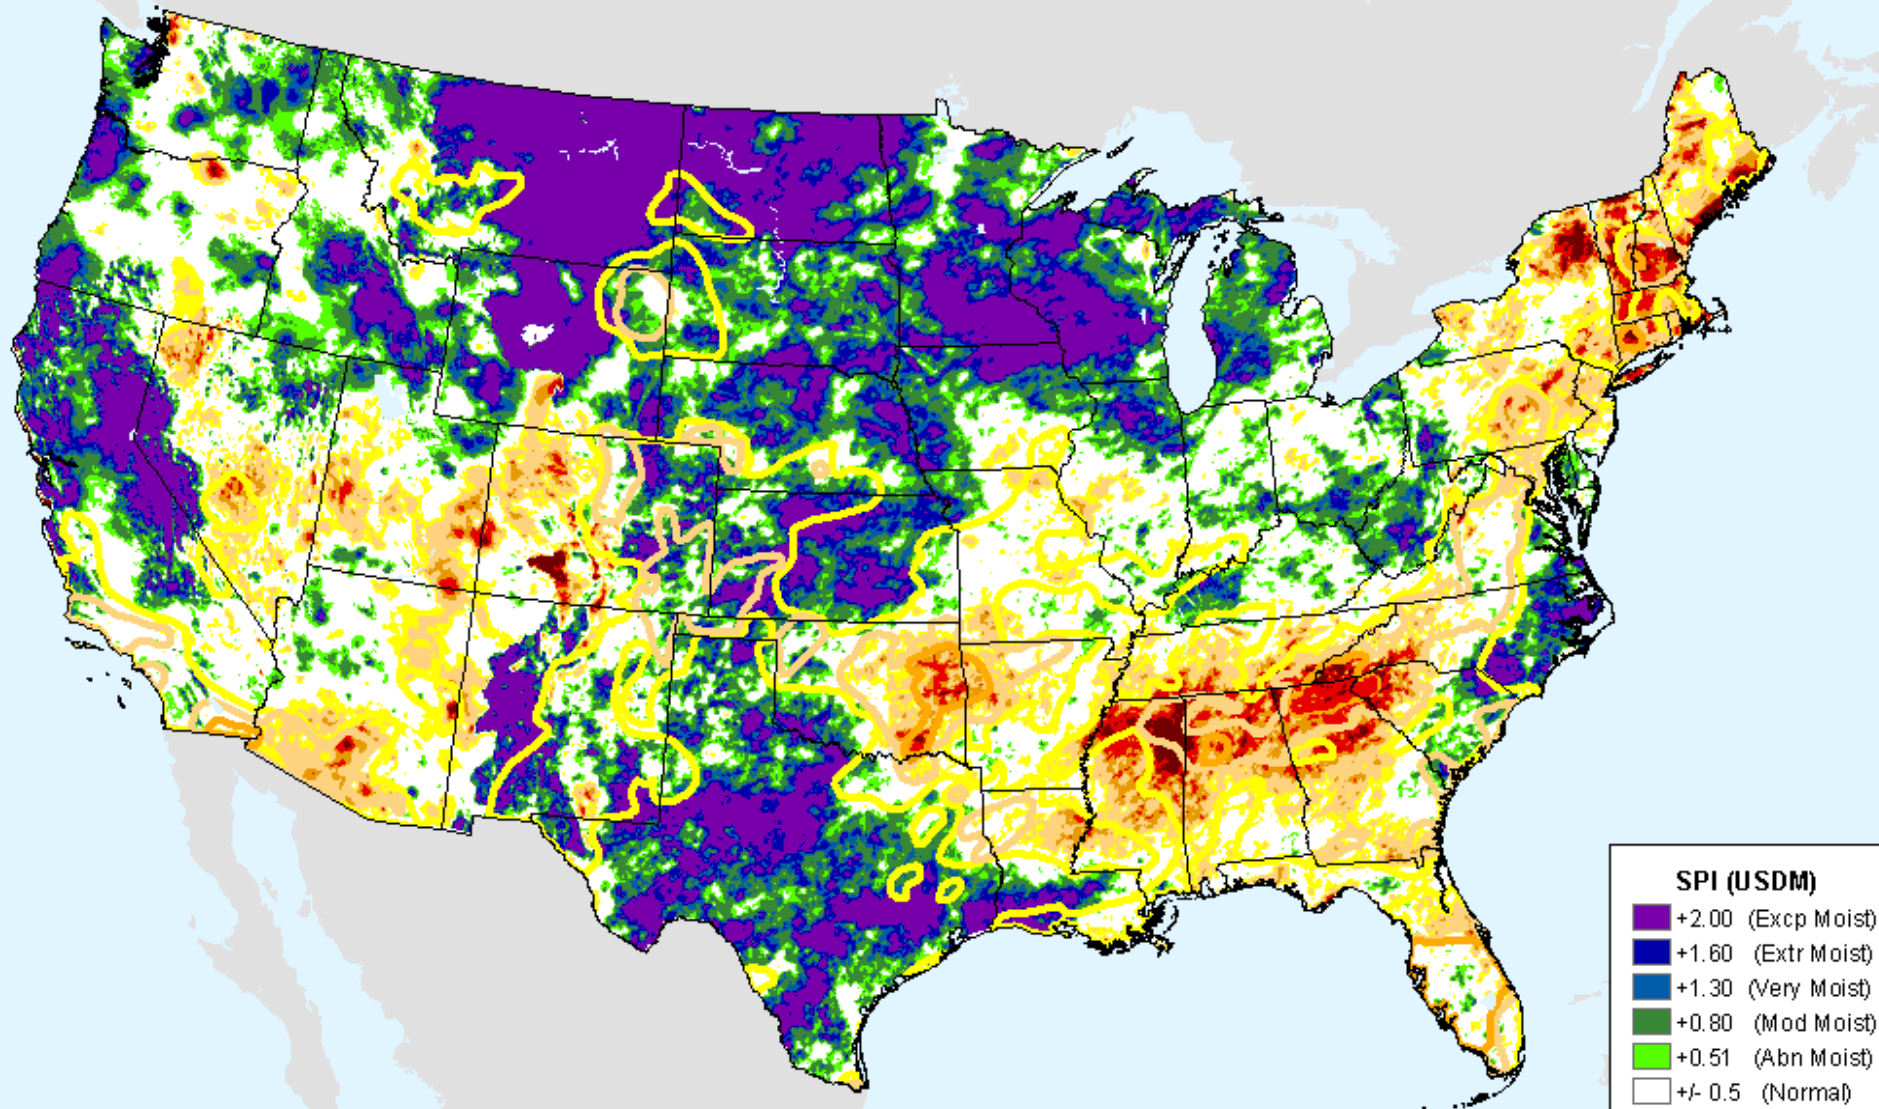 SPI (USDM)
+2.00 (Excp Moist)
+1.60 (Extr Moist)
+1.30 (Very Moist)
+0.80 (Mod Moist)
+0.51 (Abn Moist)
+/- 0.5 (Normal)